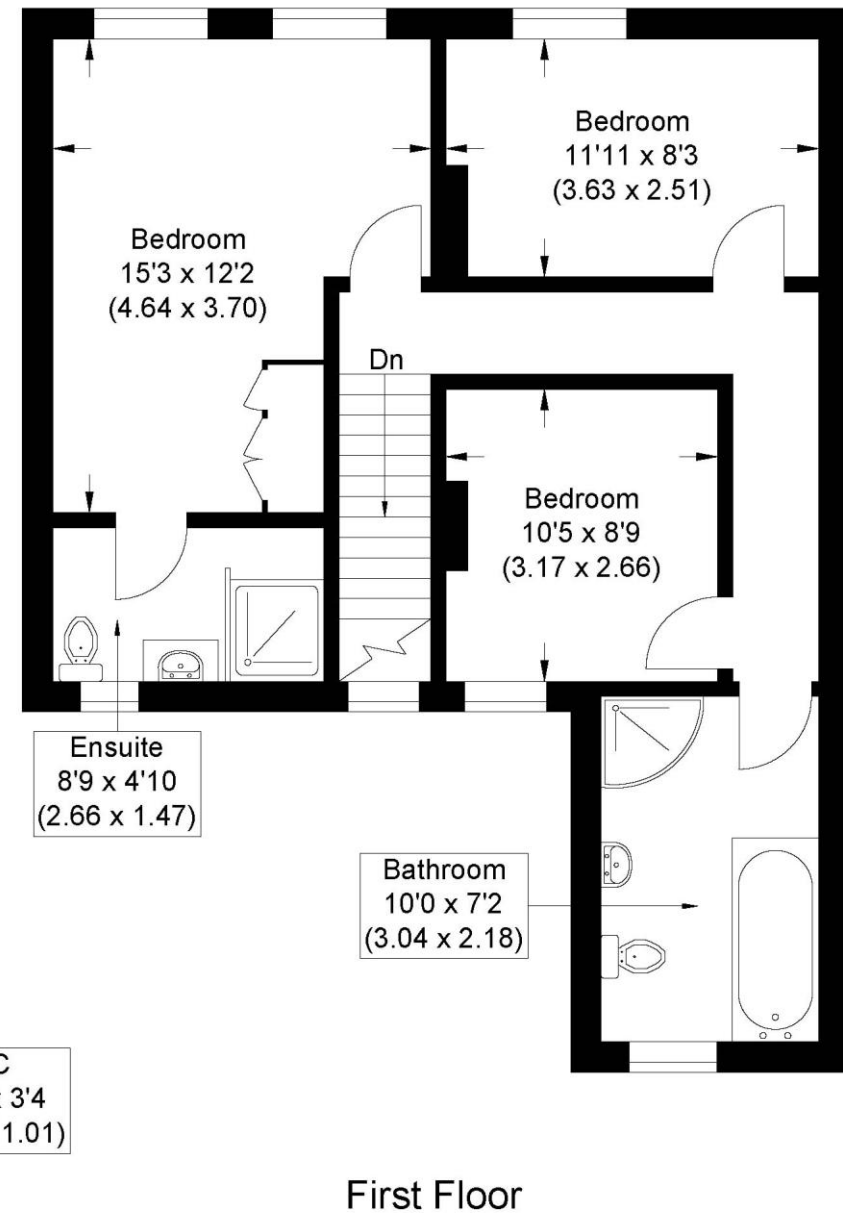 Bedroom
11'11 x 8'3
(3.63 x 2.51)
Bedroom
15'3 x 12'2
(4.64 x 3.70)
Dn
Bedroom
10'5 x 8'9
(3.17 x 2.66)
Ensuite
8'9 x 4'10
(2.66 x 1.47)
Bathroom
10'0 x 7'2
(3.04 x 2.18)
C
x 3'4
1.01)
First Floor